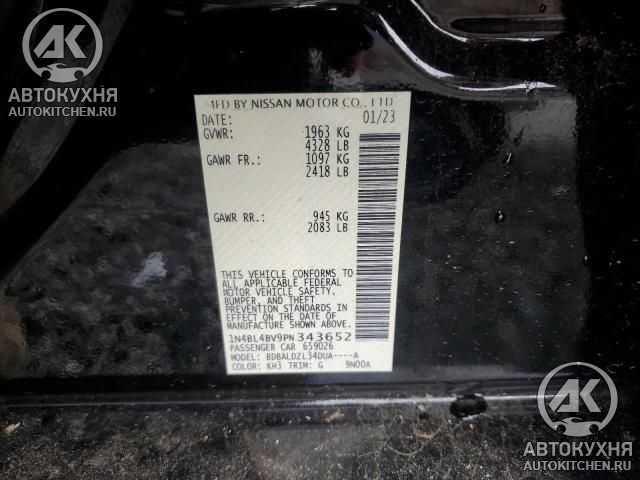 АК
АВТОКУХНЯ
AUTOKITCHEN.RU
MFD BY NISSAN MOTOR CO., LTD
DATE: 01/23
GVWR: 1963 KG
4328 LB
GAWR FR.: 1097 KG
2418 LB
GAWR RR.: 945 KG
2083 LB
THIS VEHICLE CONFORMS TO
ALL APPLICABLE FEDERAL
MOTOR VEHICLE SAFETY,
BUMPER, AND THEFT
PREVENTION STANDARDS IN
EFFECT ON THE DATE OF
MANUFACTURE SHOWN ABOVE.
1N4BL4BV9PN343652
PASSENGER CAR 659026
MODEL: BDBALDZL34DUA----A
COLOR: KH3 TRIM: G 9N00A
АК
АВТОКУХНЯ
AUTOKITCHEN.RU